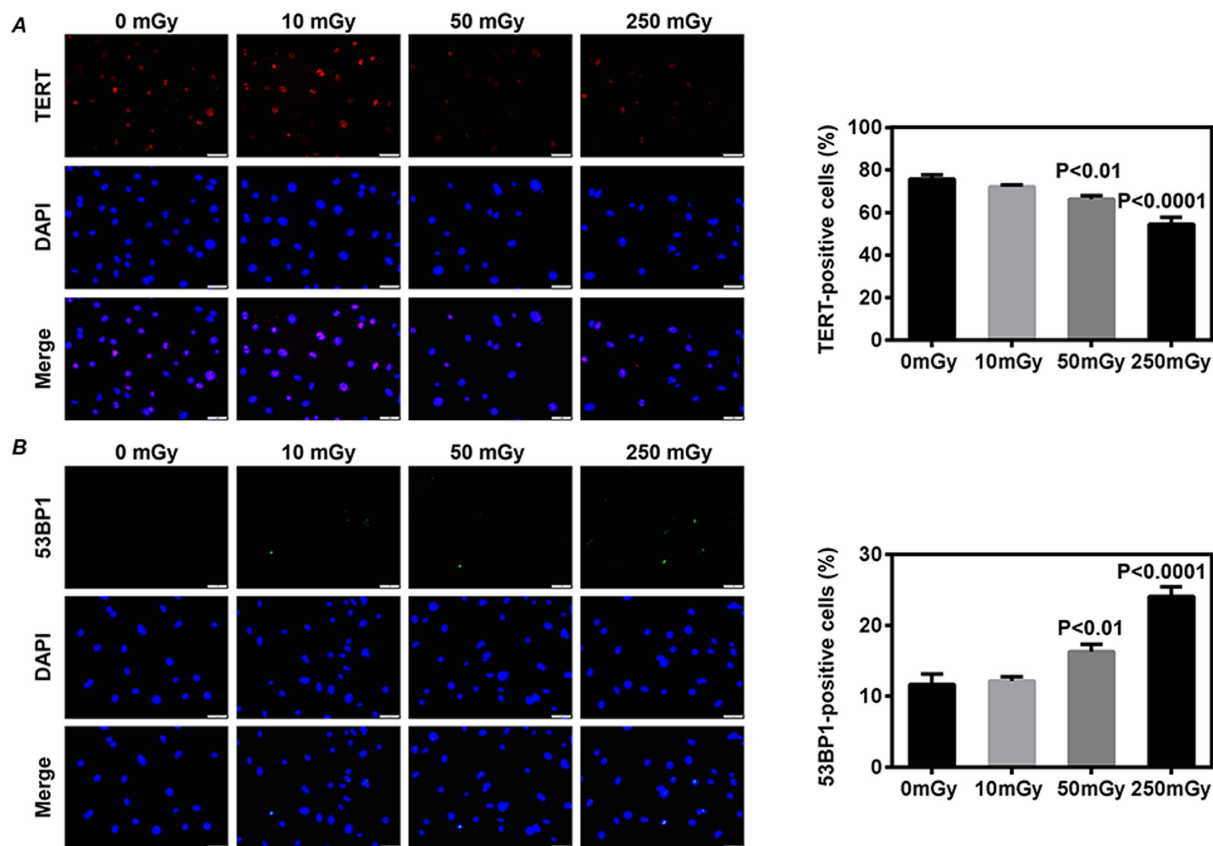 A
0 mGy 10 mGy 50 mGy 250 mGy
TERT
DAPI
Merge
TERT-positive cells (%)
100
80
60
40
20
0
P<0.01
P<0.0001
0mGy 10mGy 50mGy 250mGy
B
0 mGy 10 mGy 50 mGy 250 mGy
53BP1
DAPI
Merge
53BP1-positive cells (%)
30
20
10
0
P<0.0001
P<0.01
0mGy 10mGy 50mGy 250mGy